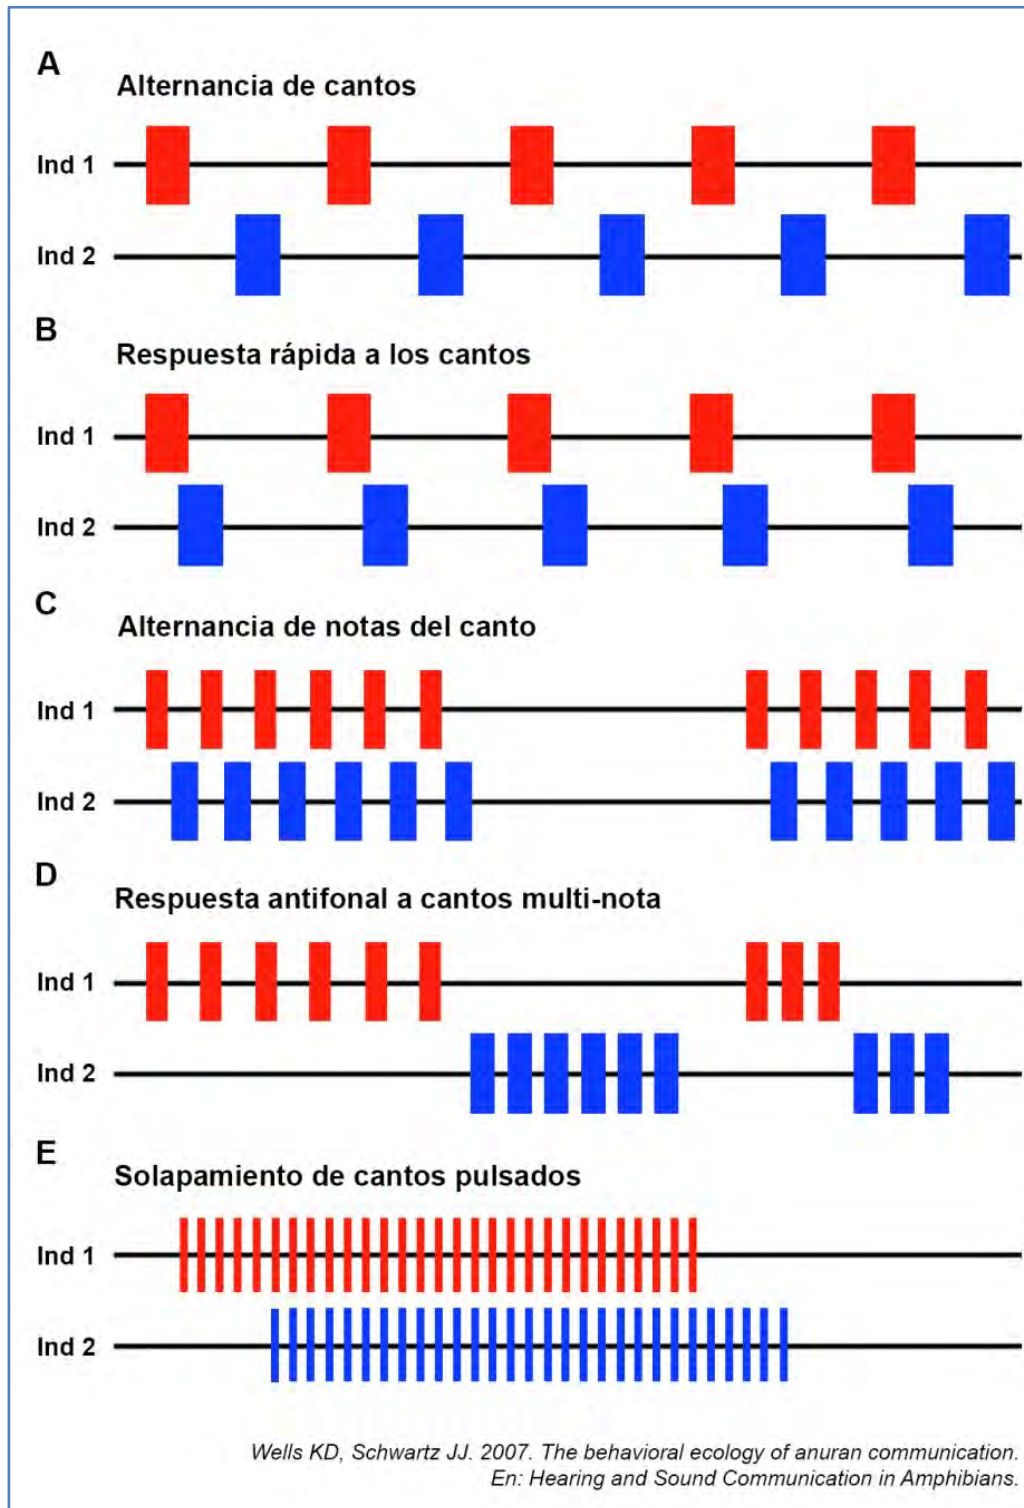 A
Alternancia de cantos
Ind 1
Ind 2
B
Respuesta rápida a los cantos
Ind 1
Ind 2
C
Alternancia de notas del canto
Ind 1
Ind 2
D
Respuesta antifonal a cantos multi-nota
Ind 1
Ind 2
E
Solapamiento de cantos pulsados
Ind 1
Ind 2
Wells KD, Schwartz JJ. 2007. The behavioral ecology of anuran communication.
En: Hearing and Sound Communication in Amphibians.